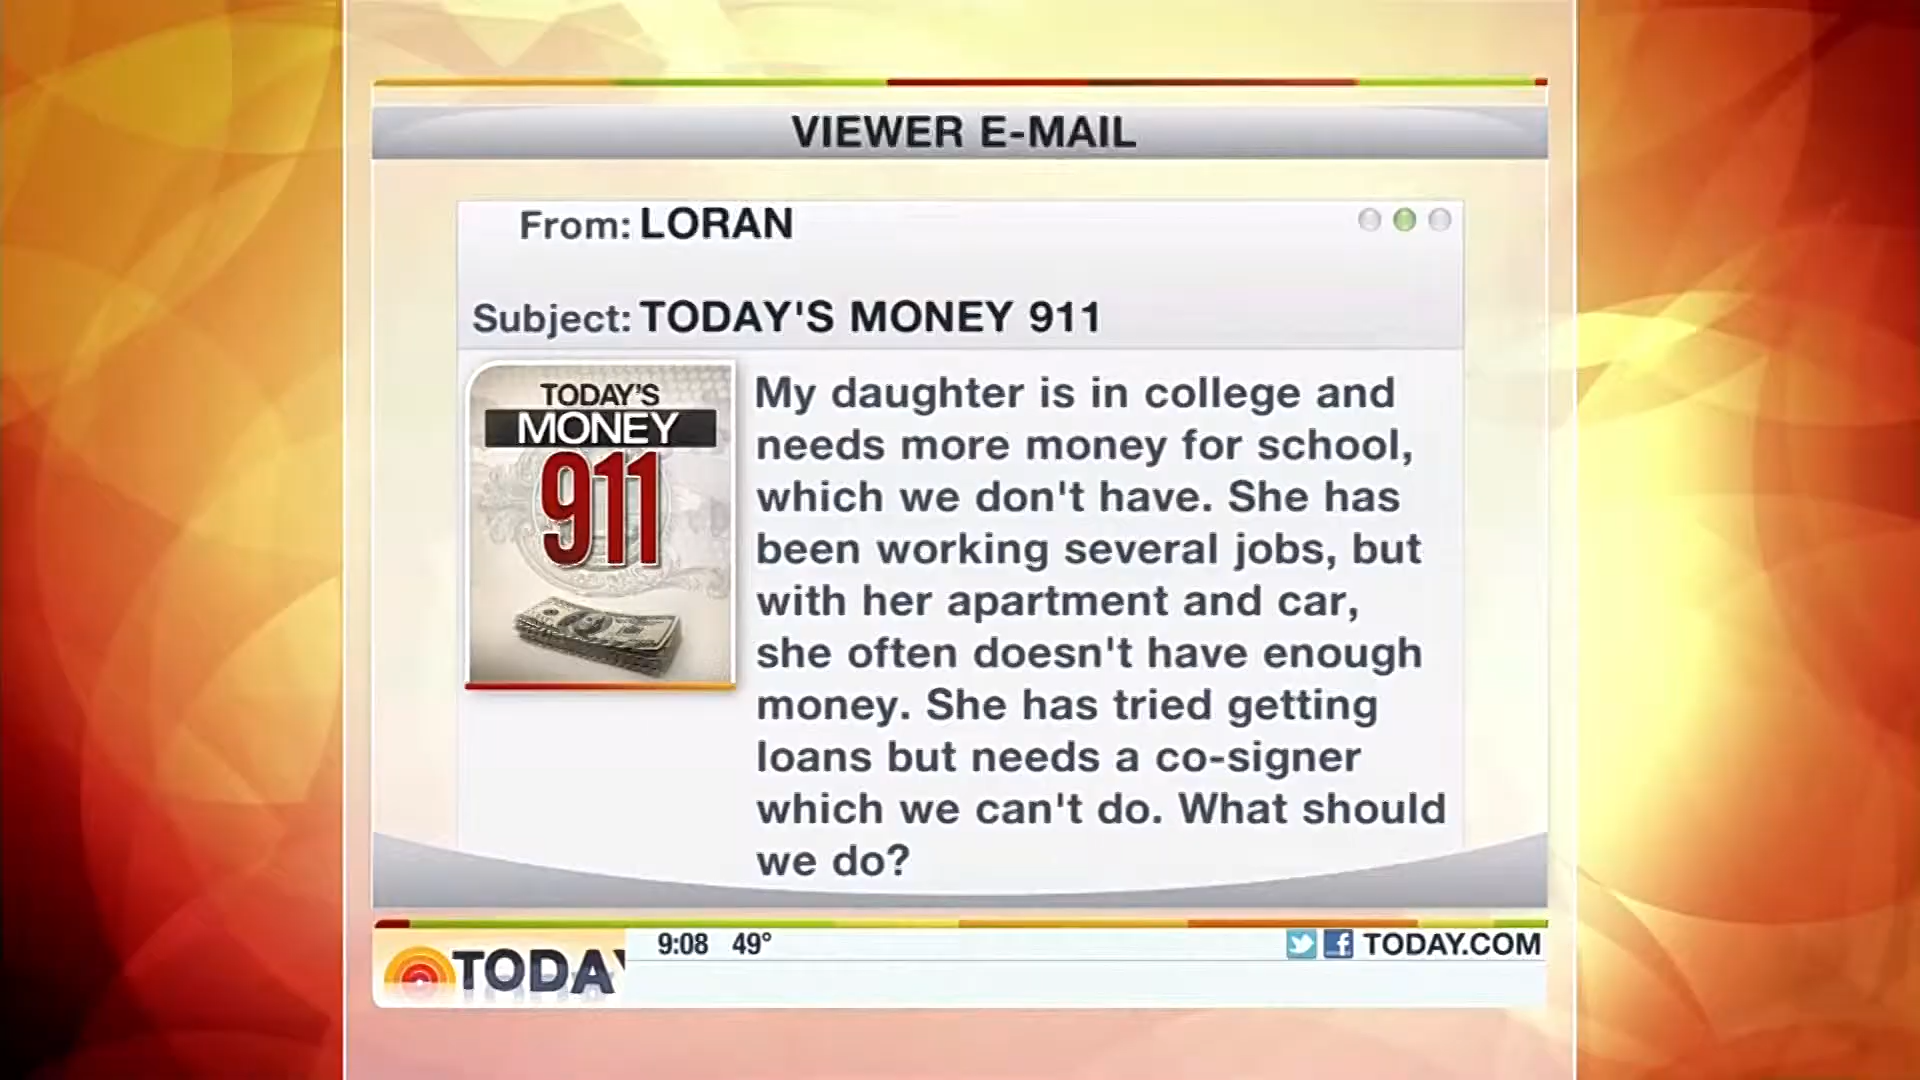 VIEWER E-MAIL
From: LORAN
Subject: TODAY'S MONEY 911
TODAY'S
MONEY
911
My daughter is in college and
needs more money for school,
which we don't have. She has
been working several jobs, but
with her apartment and car,
she often doesn't have enough
money. She has tried getting
loans but needs a co-signer
which we can't do. What should
we do?
9:08 49° TODAY.COM
TODAY